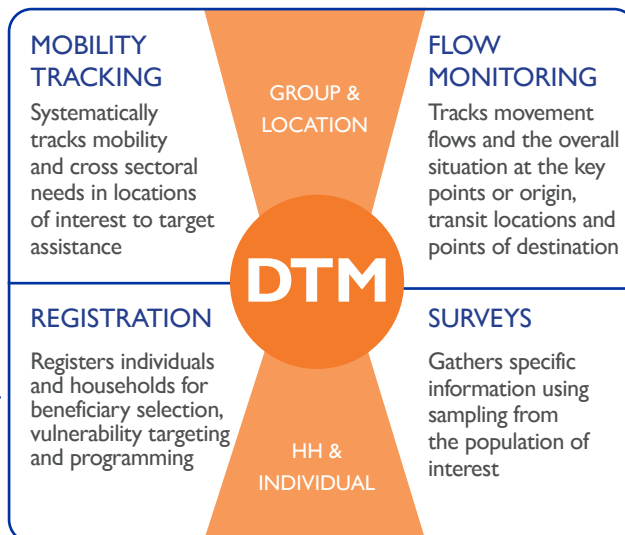 MOBILITY
TRACKING
Systematically
tracks mobility
and cross sectoral
needs in locations
of interest to target
assistance
GROUP &
LOCATION
FLOW
MONITORING
Tracks movement
flows and the overall
situation at the key
points or origin,
transit locations and
points of destination
DTM
REGISTRATION
Registers individuals
and households for
beneficiary selection,
vulnerability targeting
and programming
HH &
INDIVIDUAL
SURVEYS
Gathers specific
information using
sampling from
the population of
interest